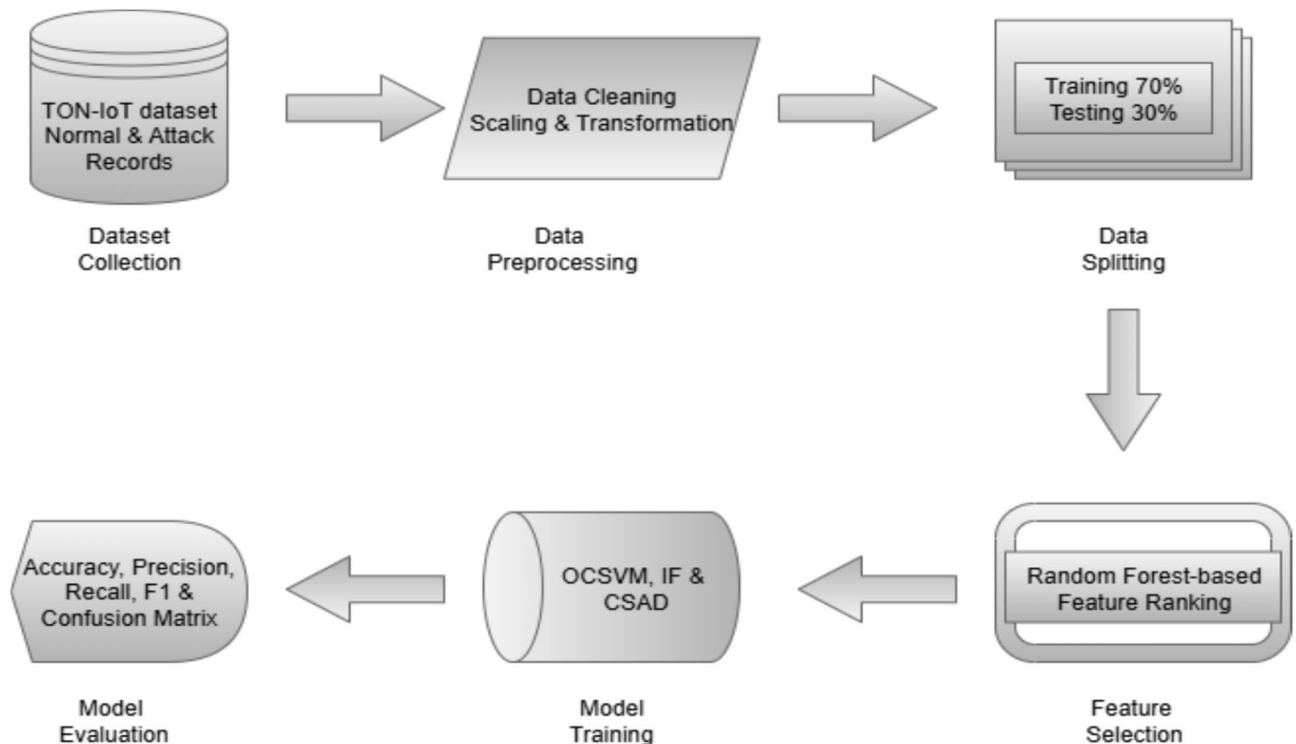 TON-IoT dataset
Normal & Attack
Records
Dataset
Collection
Data Cleaning
Scaling & Transformation
Data
Preprocessing
Training 70%
Testing 30%
Data
Splitting
Random Forest-based
Feature Ranking
Feature
Selection
OCSVM, IF &
CSAD
Model
Training
Accuracy, Precision,
Recall, F1 &
Confusion Matrix
Model
Evaluation